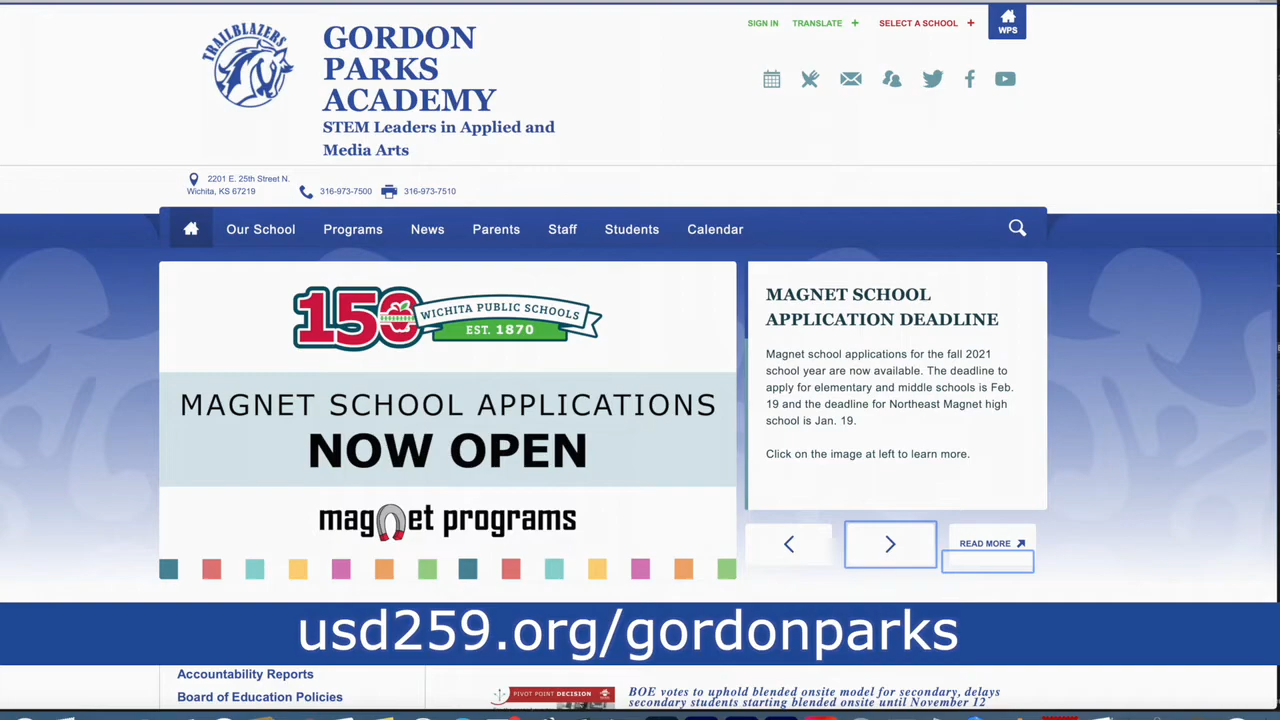 TRAILBLAZERS
GORDON
PARKS
ACADEMY
STEM Leaders in Applied and
Media Arts
SIGN IN TRANSLATE + SELECT A SCHOOL +
WPS
2201 E. 25th Street N.
Wichita, KS 67219
316-973-7500 316-973-7510
Our School Programs News Parents Staff Students Calendar
150
WICHITA PUBLIC SCHOOLS
EST. 1870
MAGNET SCHOOL APPLICATIONS
NOW OPEN
magnet programs
MAGNET SCHOOL
APPLICATION DEADLINE
Magnet school applications for the fall 2021
school year are now available. The deadline to
apply for elementary and middle schools is Feb.
19 and the deadline for Northeast Magnet high
school is Jan. 19.
Click on the image at left to learn more.
READ MORE
usd259.org/gordonparks
Accountability Reports
Board of Education Policies
PIVOT POINT DECISION
BOE votes to uphold blended onsite model for secondary, delays
secondary students starting blended onsite until November 12